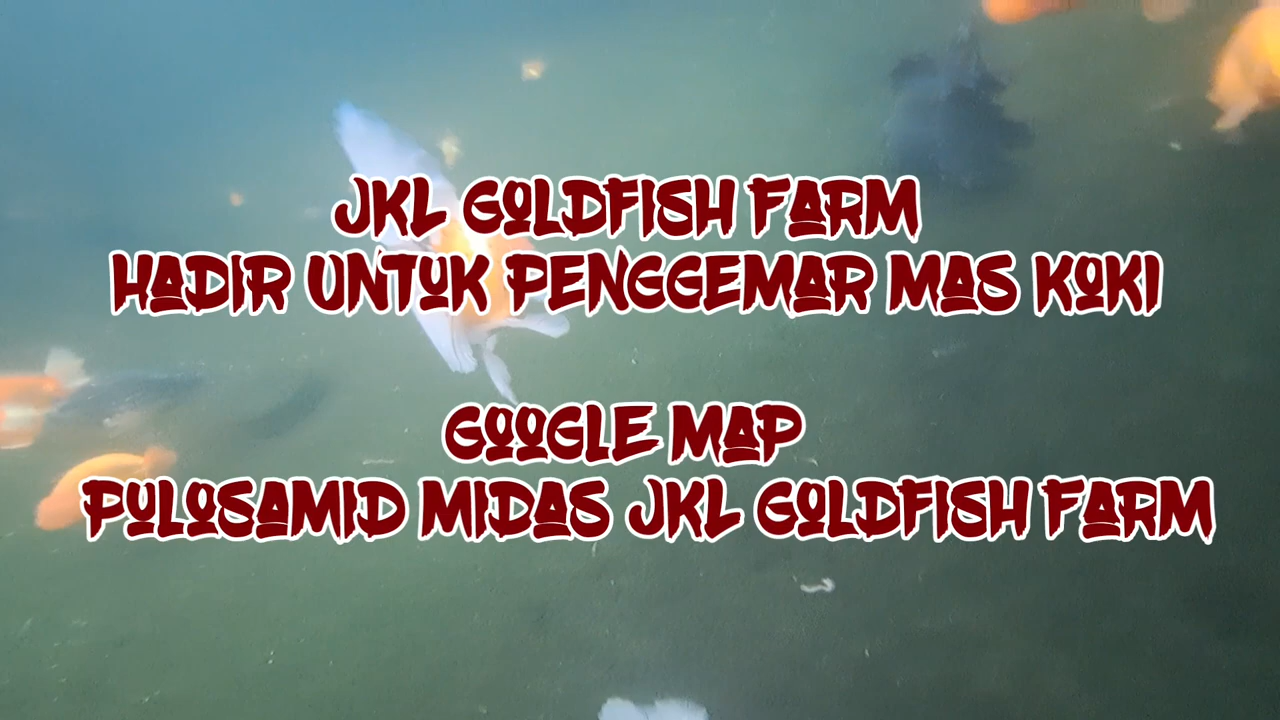 JKL GOLDFISH FARM
HADIR UNTUK PENGGEMAR MAS KOKI
GOOGLE MAP
PULOSAMID MIDAS JKL GOLDFISH FARM